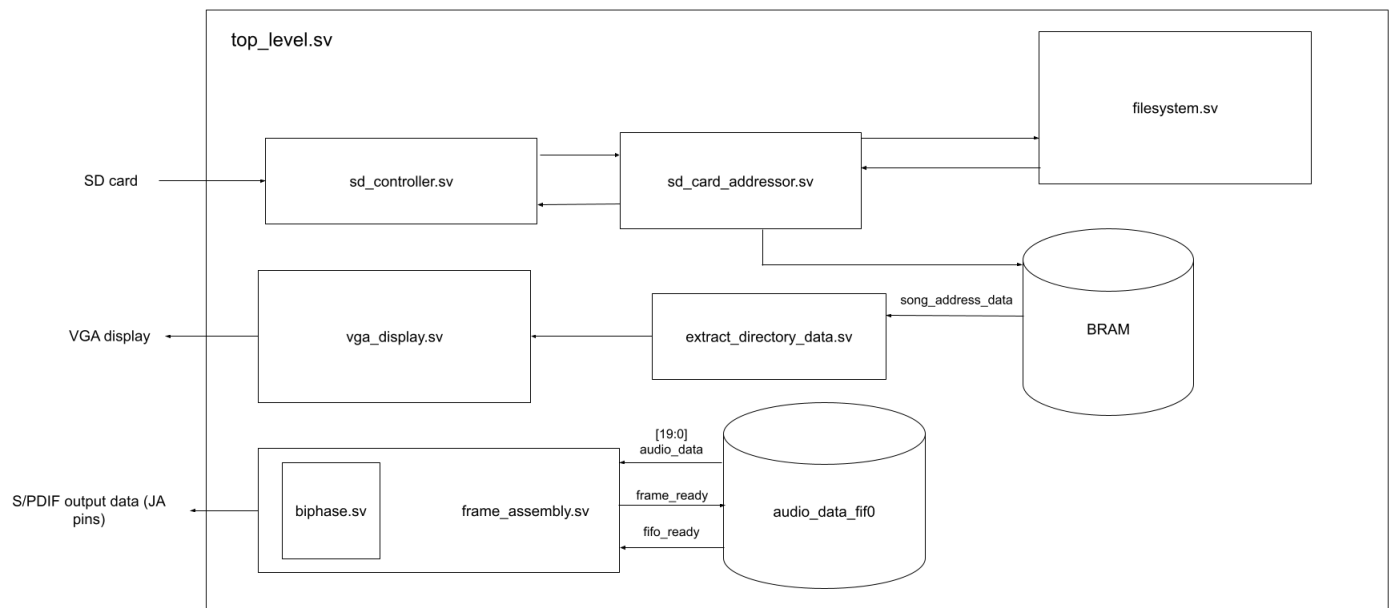 top_level.sv
filesystem.sv
SD card
sd_controller.sv
sd_card_addressor.sv
song_address_data
VGA display
vga_display.sv
extract_directory_data.sv
BRAM
[19:0]
audio_data
S/PDIF output data (JA
pins)
biphase.sv
frame_assembly.sv
frame_ready
audio_data_fif0
fifo_ready